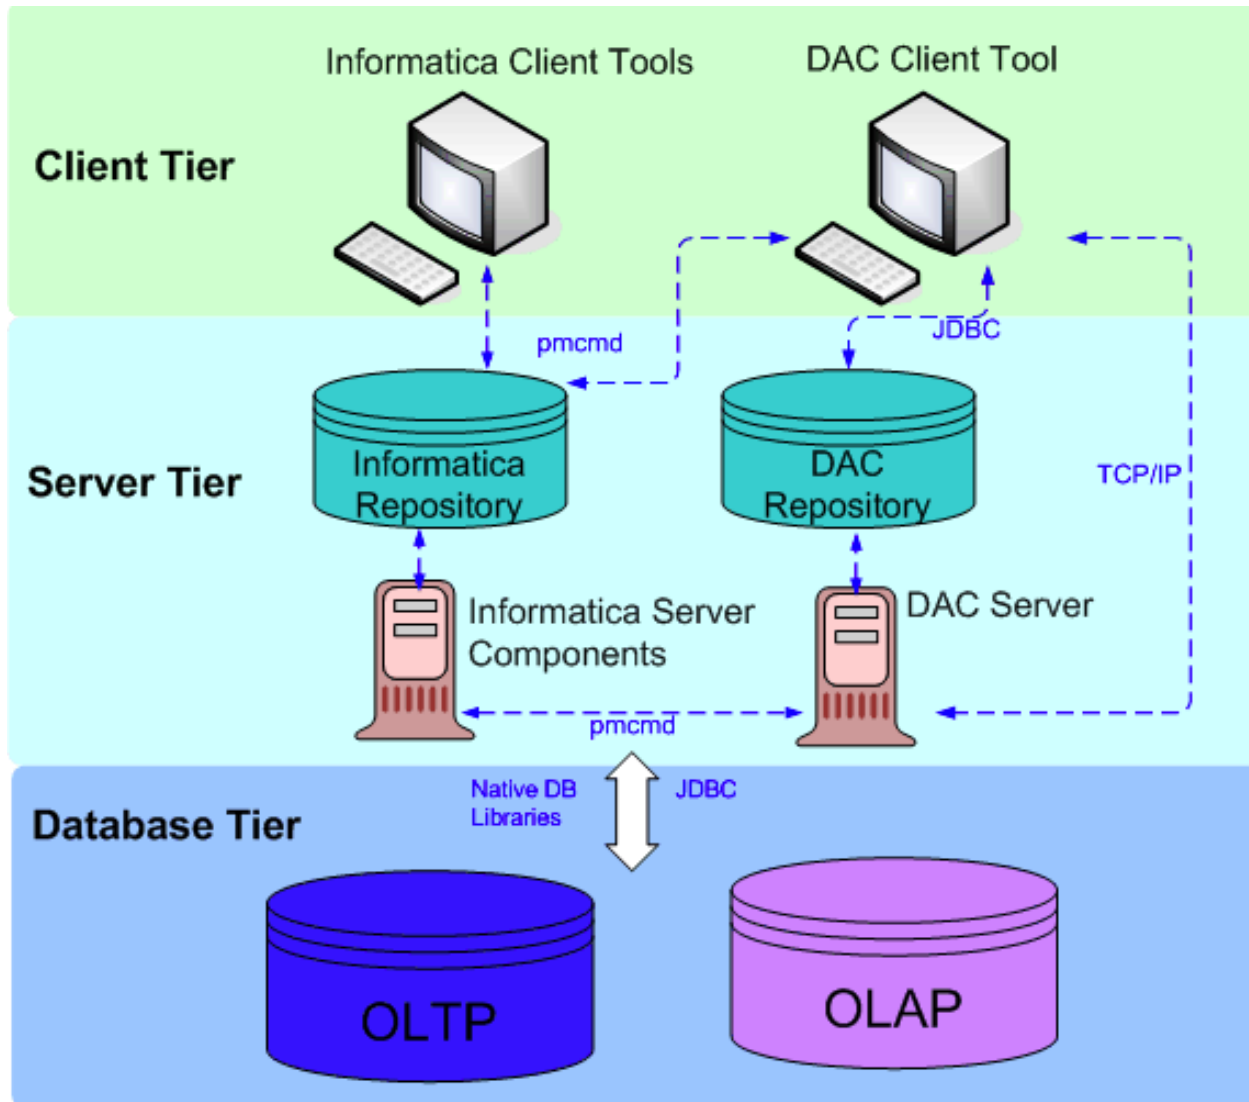 Informatica Client Tools
DAC Client Tool
Client Tier
pmcmd
JDBC
Informatica
Repository
DAC
Repository
Server Tier
TCP/IP
Informatica Server
Components
DAC Server
pmcmd
Native DB
Libraries
JDBC
Database Tier
OLTP
OLAP